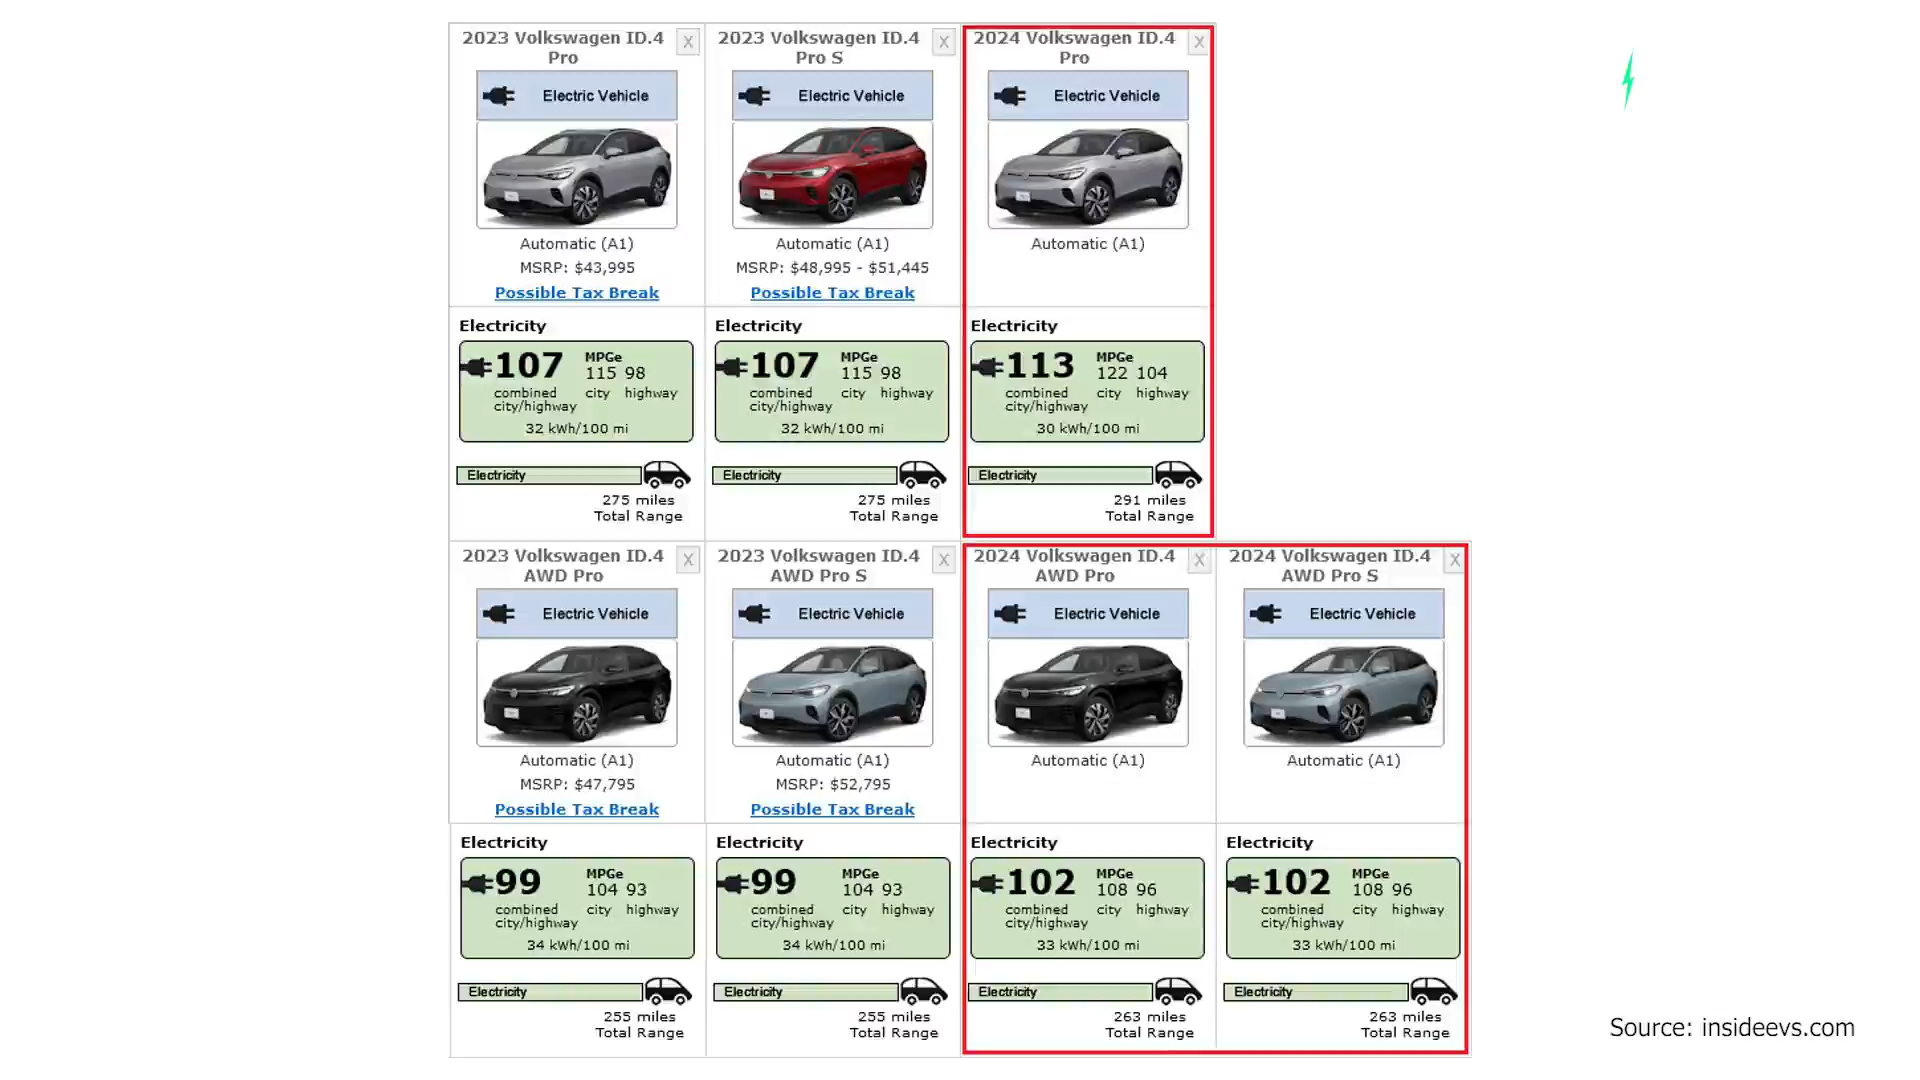 2023 Volkswagen ID.4
Pro
X
Electric Vehicle
Automatic (A1)
MSRP: $43,995
Possible Tax Break
Electricity
107
MPGe
115 98
combined
city/highway
city highway
32 kWh/100 mi
Electricity
275 miles
Total Range
2023 Volkswagen ID.4
Pro S
X
Electric Vehicle
Automatic (A1)
MSRP: $48,995 - $51,445
Possible Tax Break
Electricity
107
MPGe
115 98
combined
city/highway
city highway
32 kWh/100 mi
Electricity
275 miles
Total Range
2024 Volkswagen ID.4
Pro
X
Electric Vehicle
Automatic (A1)
Electricity
113
MPGe
122 104
combined
city/highway
city highway
30 kWh/100 mi
Electricity
291 miles
Total Range
2023 Volkswagen ID.4
AWD Pro
X
Electric Vehicle
Automatic (A1)
MSRP: $47,795
Possible Tax Break
Electricity
99
MPGe
104 93
combined
city/highway
city highway
34 kWh/100 mi
Electricity
255 miles
Total Range
2023 Volkswagen ID.4
AWD Pro S
X
Electric Vehicle
Automatic (A1)
MSRP: $52,795
Possible Tax Break
Electricity
99
MPGe
104 93
combined
city/highway
city highway
34 kWh/100 mi
Electricity
255 miles
Total Range
2024 Volkswagen ID.4
AWD Pro
X
Electric Vehicle
Automatic (A1)
Electricity
102
MPGe
108 96
combined
city/highway
city highway
33 kWh/100 mi
Electricity
263 miles
Total Range
2024 Volkswagen ID.4
AWD Pro S
X
Electric Vehicle
Automatic (A1)
Electricity
102
MPGe
108 96
combined
city/highway
city highway
33 kWh/100 mi
Electricity
263 miles
Total Range
Source: insideevs.com